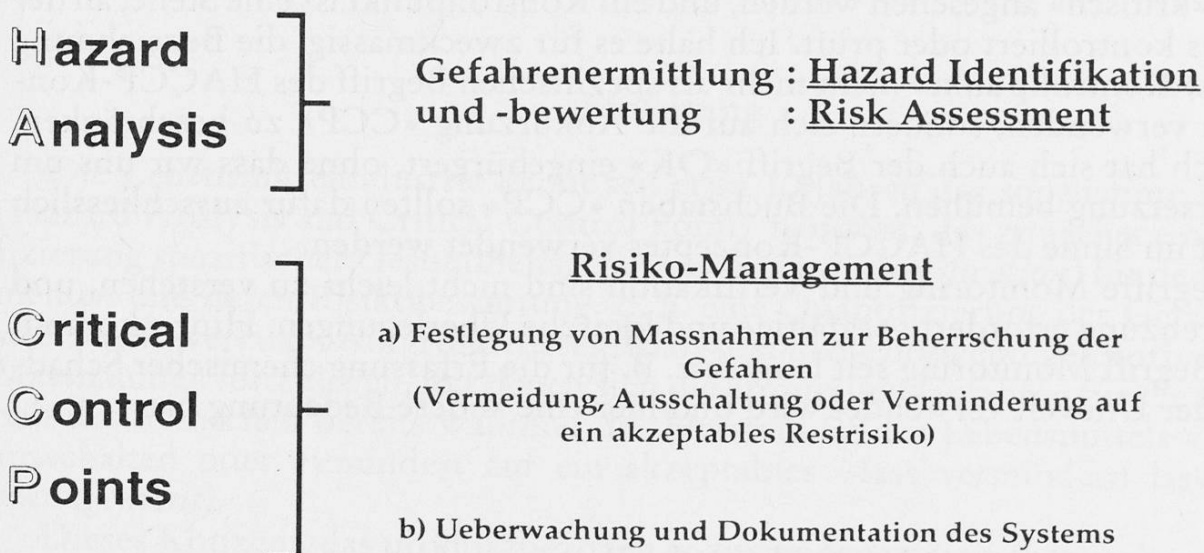 Hazard
Analysis
Gefahrenermittlung : Hazard Identifikation
und -bewertung : Risk Assessment
Critical
Control
Points
Risiko-Management
a) Festlegung von Massnahmen zur Beherrschung der
Gefahren
(Vermeidung, Ausschaltung oder Verminderung auf
ein akzeptables Restrisiko)
b) Ueberwachung und Dokumentation des Systems